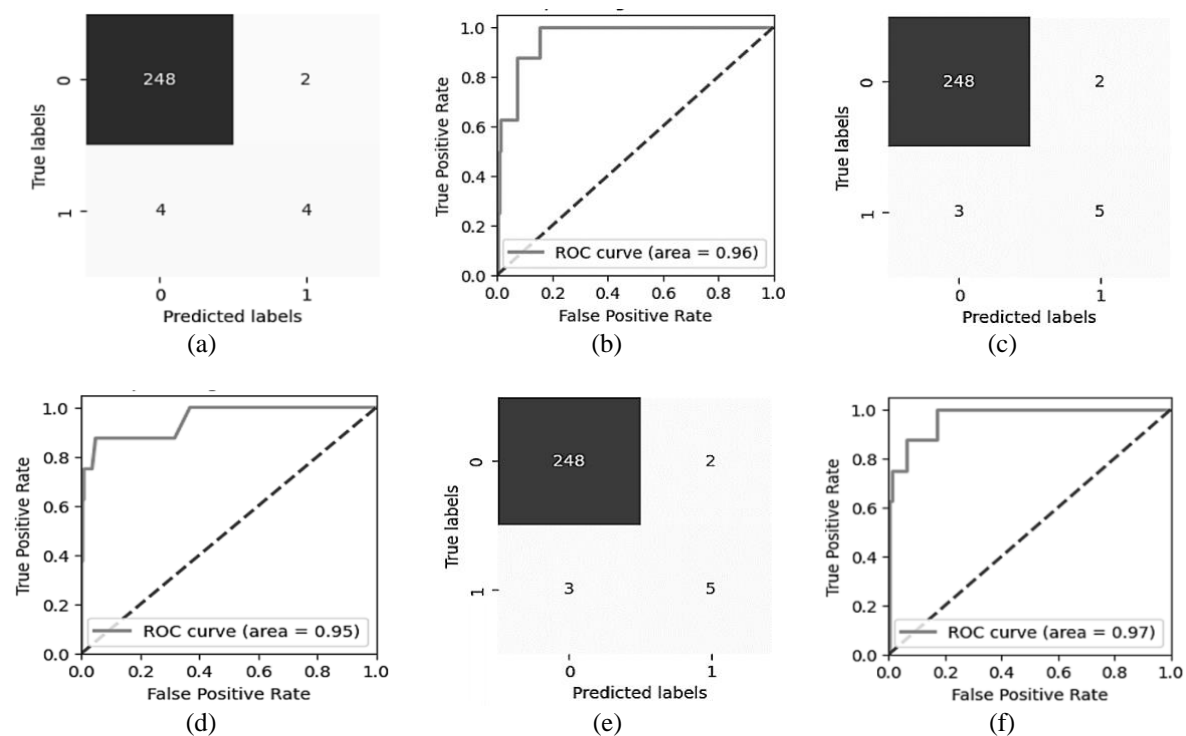 0
248
2
True labels
1
4
4
0
1
Predicted labels
(a)
1.0
0.8
0.6
0.4
0.2
0.0
True Positive Rate
ROC curve (area = 0.96)
0.0 0.2 0.4 0.6 0.8 1.0
False Positive Rate
(b)
0
248
2
True labels
1
3
5
0
1
Predicted labels
(c)
1.0
0.8
0.6
0.4
0.2
0.0
True Positive Rate
ROC curve (area = 0.95)
0.0 0.2 0.4 0.6 0.8 1.0
False Positive Rate
(d)
0
248
2
True labels
1
3
5
0
1
Predicted labels
(e)
1.0
0.8
0.6
0.4
0.2
0.0
True Positive Rate
ROC curve (area = 0.97)
0.0 0.2 0.4 0.6 0.8 1.0
False Positive Rate
(f)